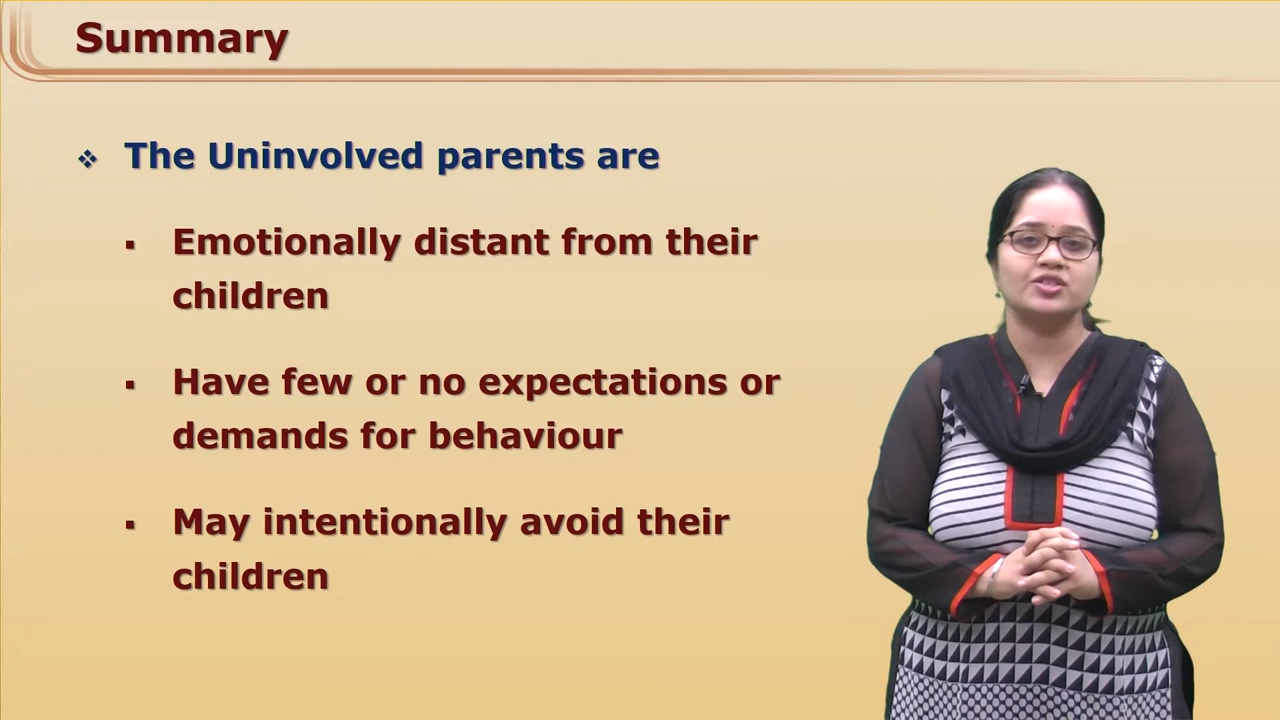 Summary
❖ The Uninvolved parents are
▪ Emotionally distant from their
children
▪ Have few or no expectations or
demands for behaviour
▪ May intentionally avoid their
children